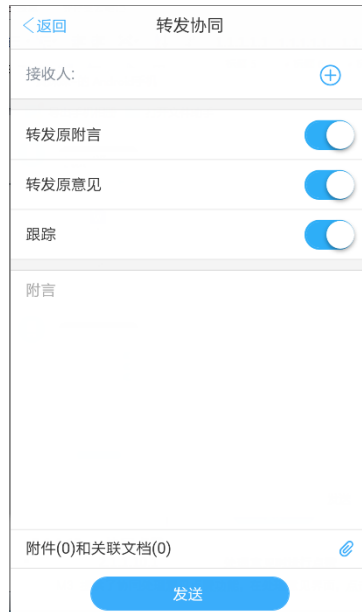 <返回 转发协同
接收人:
转发原附言
转发原意见
跟踪
附言
附件(0)和关联文档(0)
发送